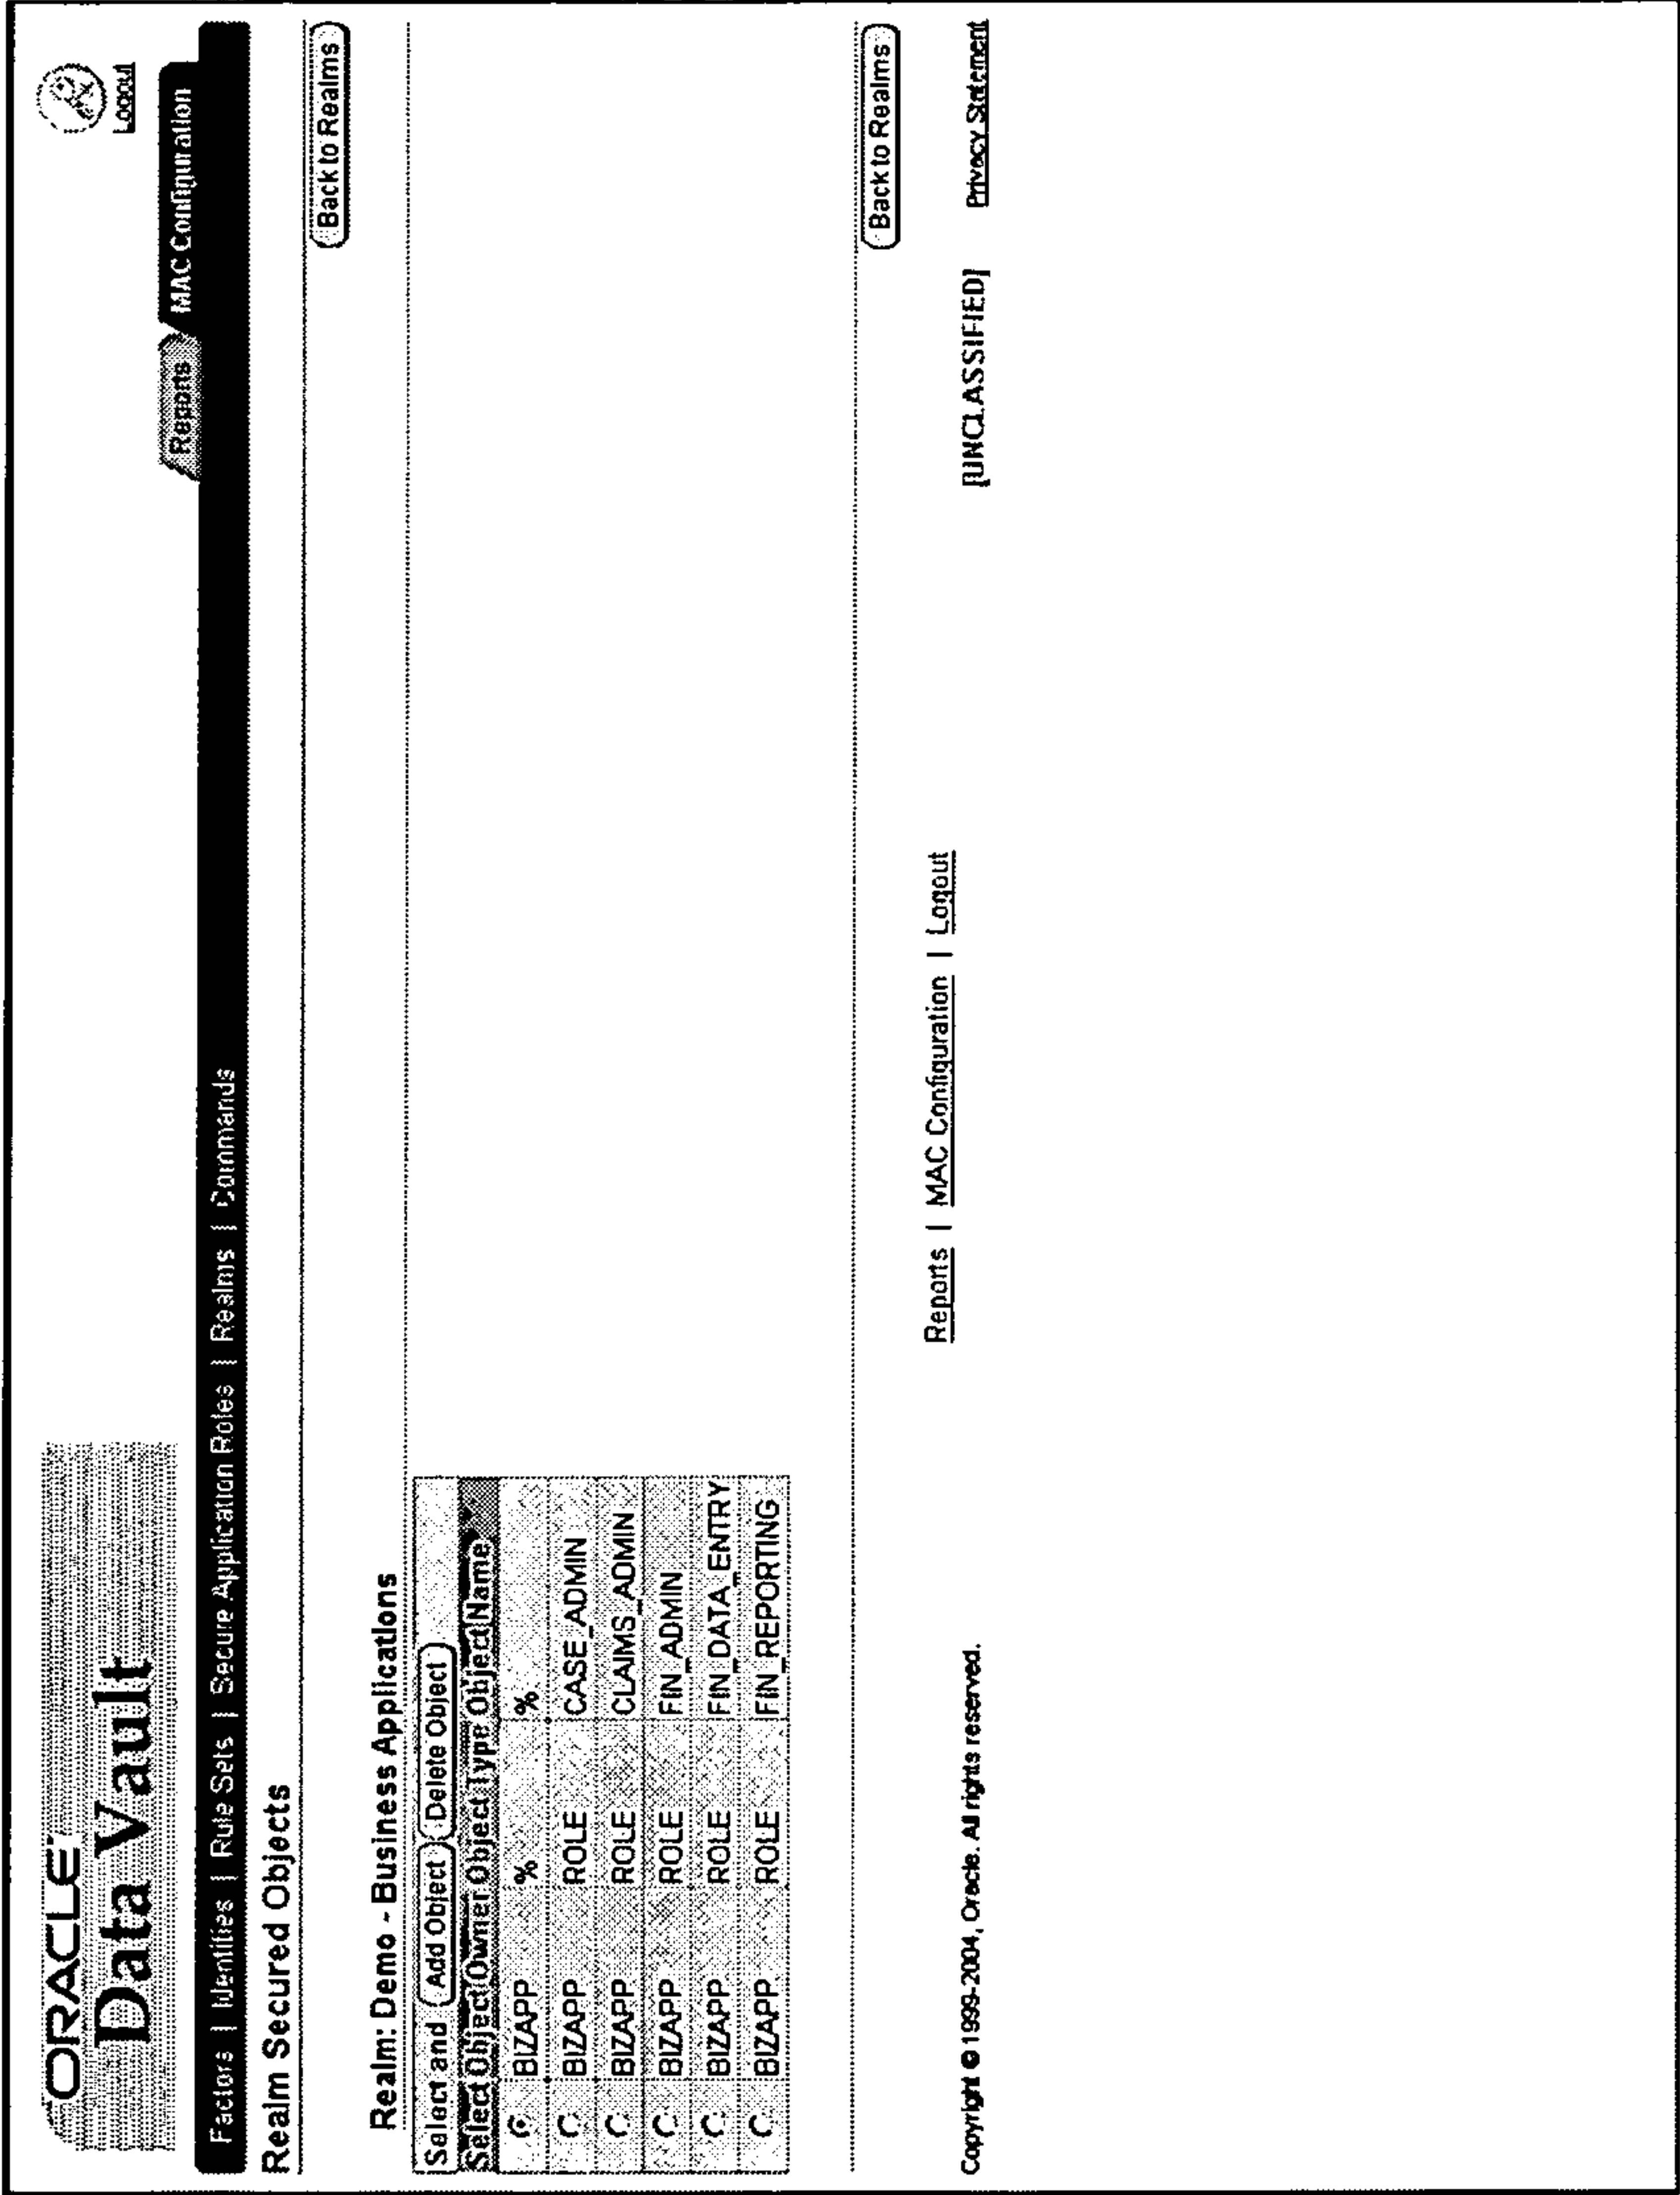 ORACLE
Data Vault
Logout
Reports MAC Configuration
Factors | Identities | Rule Sets | Secure Application Roles | Realms | Commands
Realm Secured Objects
Back to Realms
Realm: Demo - Business Applications
Select and Add Object Delete Object
Select Object Owner Object Type Object Name
BIZAPP % %
BIZAPP ROLE CASE_ADMIN
BIZAPP ROLE CLAIMS_ADMIN
BIZAPP ROLE FIN_ADMIN
BIZAPP ROLE FIN_DATA_ENTRY
BIZAPP ROLE FIN_REPORTING
Back to Realms
Reports | MAC Configuration | Logout
Copyright © 1999-2004, Oracle. All rights reserved. [UNCLASSIFIED] Privacy Statement